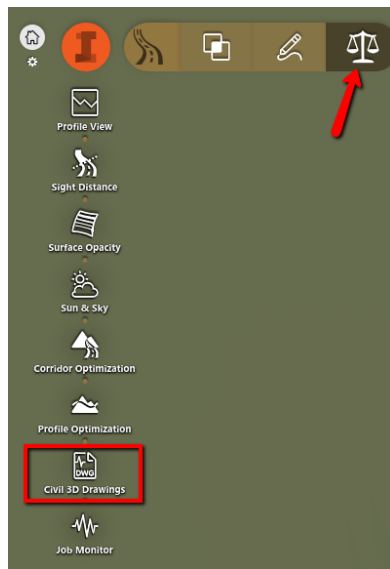 Profile View
Sight Distance
Surface Opacity
Sun & Sky
Corridor Optimization
Profile Optimization
DWG
Civil 3D Drawings
Job Monitor